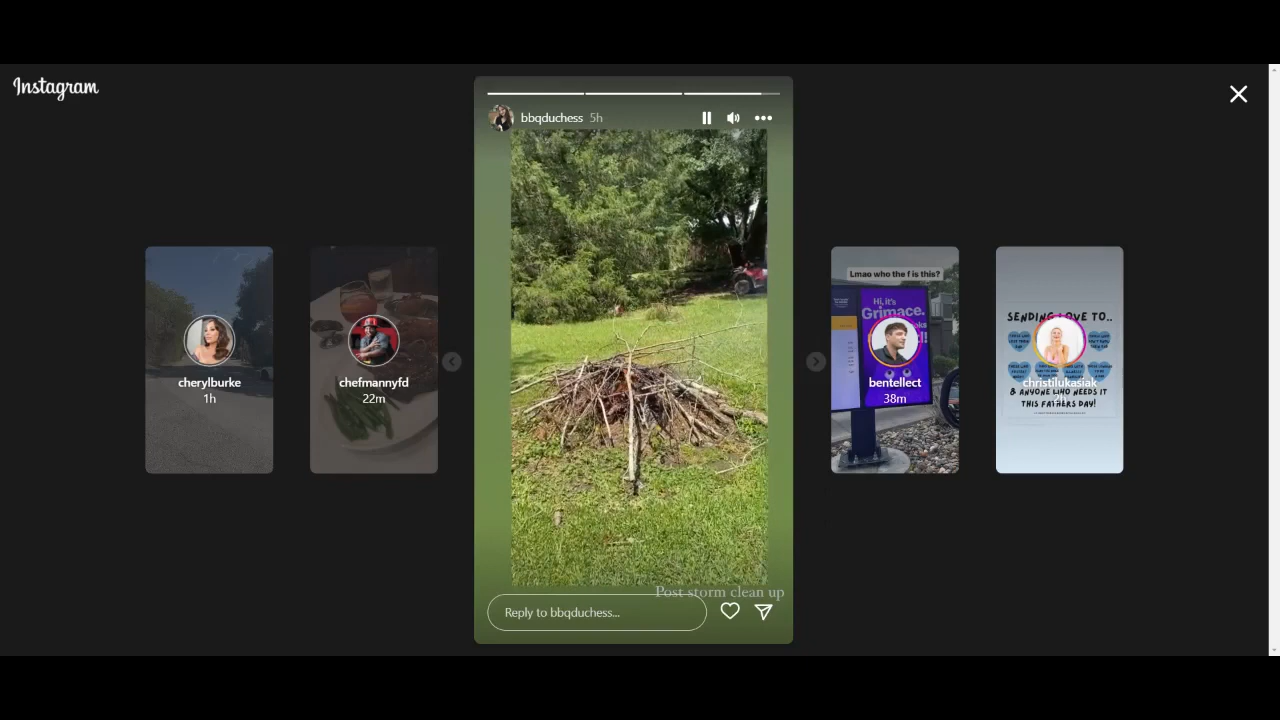 Instagram
bbqduchess 5h
cherylburke
1h
chefmannyfd
22m
Post storm clean up
Reply to bbqduchess...
Lmao who the f is this?
Hi, it's
Grimace.
bentellect
38m
SENDING LOVE TO..
christilukasiak
& ANYONE WHO NEEDS IT
THIS FATHERS DAY!